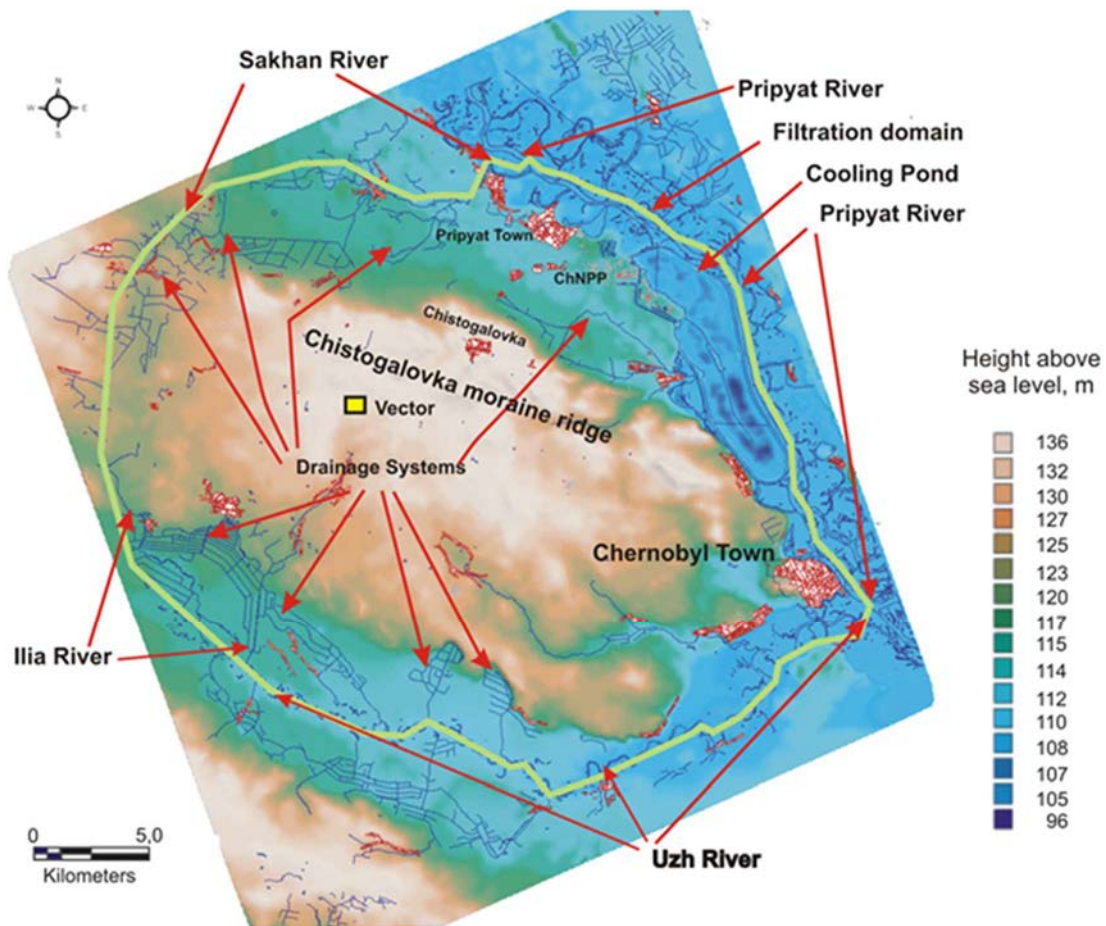 Sakhan River
Pripyat River
Filtration domain
Cooling Pond
Pripyat River
N
W E
S
Pripyat Town
ChNPP
Chistogalovka
Chistogalovka moraine ridge
Vector
Drainage Systems
Chernobyl Town
Ilia River
Uzh River
0 5,0
Kilometers
Height above
sea level, m
136
132
130
127
125
123
120
117
115
114
112
110
108
107
105
96